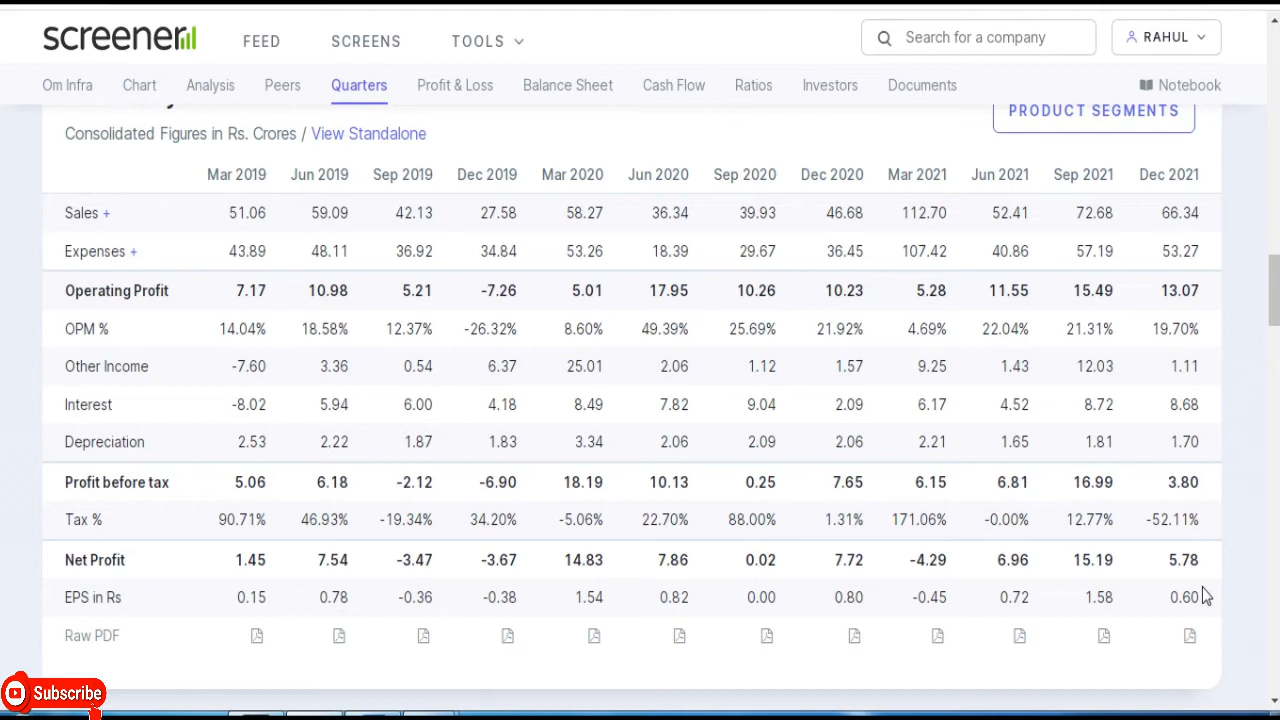 screener FEED SCREENS TOOLS Search for a company RAHUL
Om Infra Chart Analysis Peers Quarters Profit & Loss Balance Sheet Cash Flow Ratios Investors Documents Notebook
PRODUCT SEGMENTS
Consolidated Figures in Rs. Crores / View Standalone
Mar 2019 Jun 2019 Sep 2019 Dec 2019 Mar 2020 Jun 2020 Sep 2020 Dec 2020 Mar 2021 Jun 2021 Sep 2021 Dec 2021
Sales + 51.06 59.09 42.13 27.58 58.27 36.34 39.93 46.68 112.70 52.41 72.68 66.34
Expenses + 43.89 48.11 36.92 34.84 53.26 18.39 29.67 36.45 107.42 40.86 57.19 53.27
Operating Profit 7.17 10.98 5.21 -7.26 5.01 17.95 10.26 10.23 5.28 11.55 15.49 13.07
OPM % 14.04% 18.58% 12.37% -26.32% 8.60% 49.39% 25.69% 21.92% 4.69% 22.04% 21.31% 19.70%
Other Income -7.60 3.36 0.54 6.37 25.01 2.06 1.12 1.57 9.25 1.43 12.03 1.11
Interest -8.02 5.94 6.00 4.18 8.49 7.82 9.04 2.09 6.17 4.52 8.72 8.68
Depreciation 2.53 2.22 1.87 1.83 3.34 2.06 2.09 2.06 2.21 1.65 1.81 1.70
Profit before tax 5.06 6.18 -2.12 -6.90 18.19 10.13 0.25 7.65 6.15 6.81 16.99 3.80
Tax % 90.71% 46.93% -19.34% 34.20% -5.06% 22.70% 88.00% 1.31% 171.06% -0.00% 12.77% -52.11%
Net Profit 1.45 7.54 -3.47 -3.67 14.83 7.86 0.02 7.72 -4.29 6.96 15.19 5.78
EPS in Rs 0.15 0.78 -0.36 -0.38 1.54 0.82 0.00 0.80 -0.45 0.72 1.58 0.60
Raw PDF
Subscribe